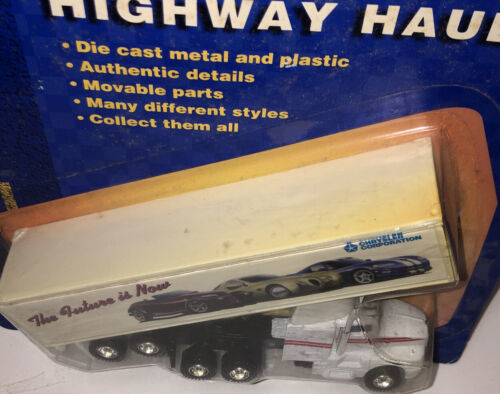 HIGHWAY HAUL
• Die cast metal and plastic
• Authentic details
• Movable parts
• Many different styles
• Collect them all
CHRYSLER
CORPORATION
The Future is Now